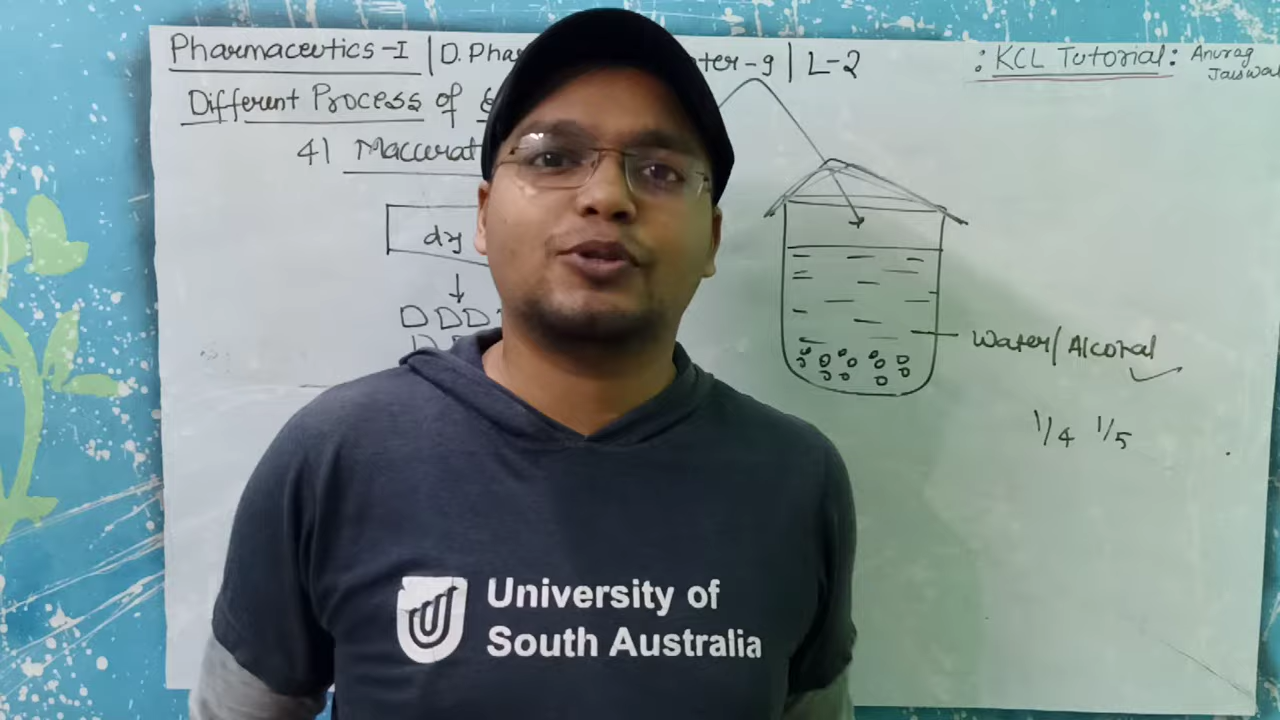 Pharmaceutics-I | D. Pha ter-9 | L-2
: KCL Tutorial: Anurag Jaiswal
Different Process of
4) Maccerat
dry
Water/Alcohal
1/4 1/5
University of
South Australia